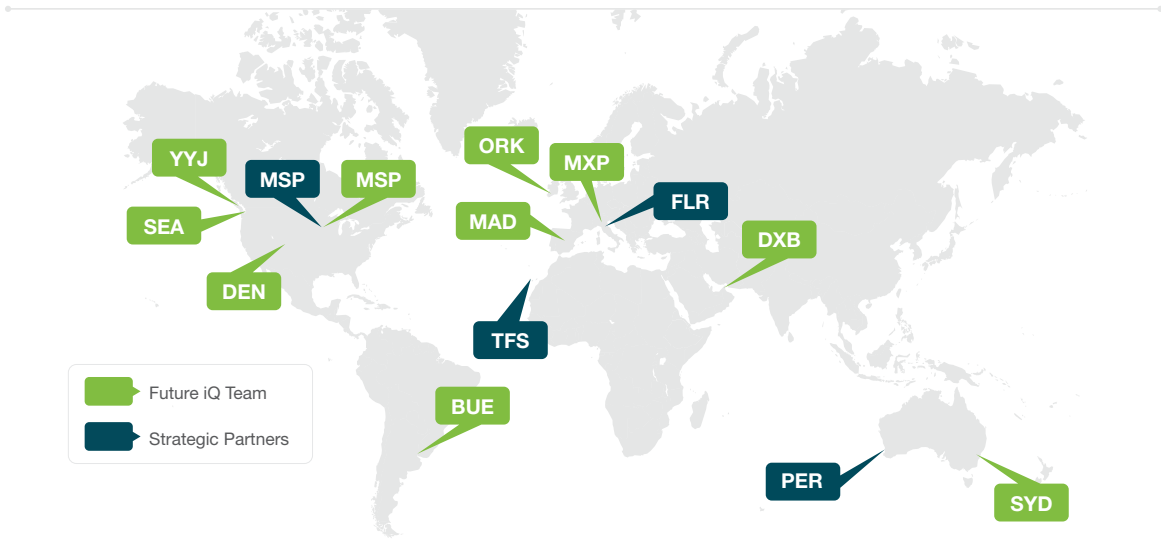 ORK
YYJ
MXP
MSP
MSP
FLR
SEA
MAD
DXB
DEN
TFS
Future iQ Team
BUE
Strategic Partners
PER
SYD